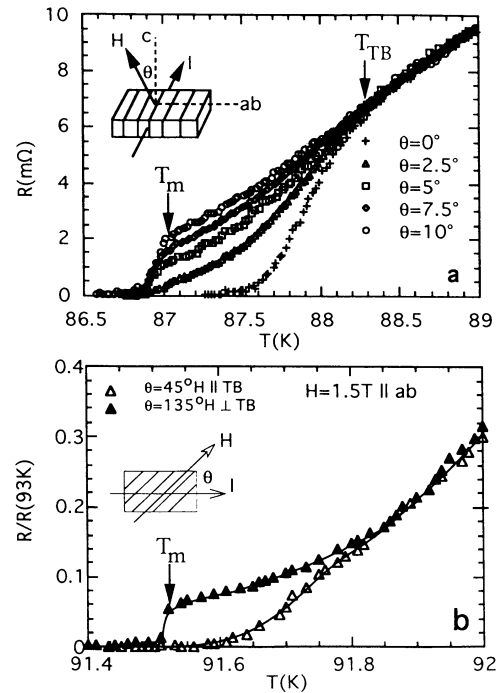 10
8
6
4
2
0
R(mΩ)
H
c
I
θ
ab
T_TB
T_m
+ θ=0°
▲ θ=2.5°
□ θ=5°
θ=7.5°
○ θ=10°
a
86.5 87 87.5 88 88.5 89
T(K)
0.4
0.3
0.2
0.1
0
R/R(93K)
△ θ=45°H ∥ TB
▲ θ=135°H ⊥ TB
H=1.5T ∥ ab
H
θ
I
T_m
b
91.4 91.6 91.8 92
T(K)